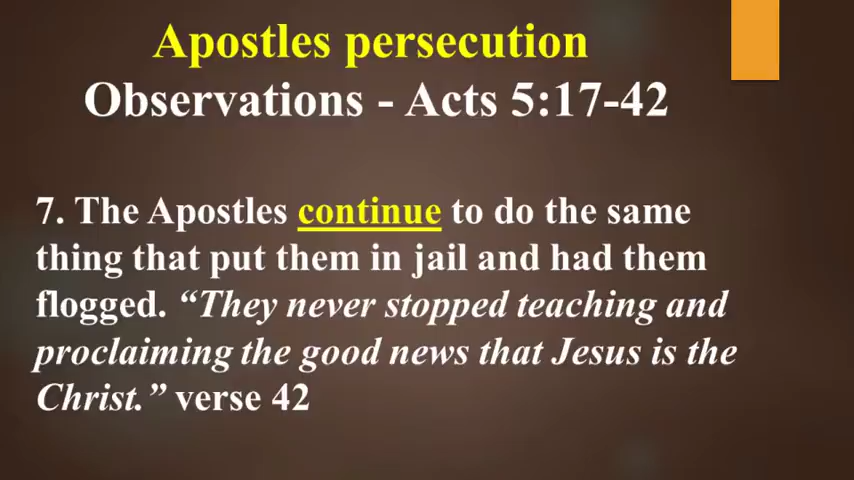 Apostles persecution
Observations - Acts 5:17-42
7. The Apostles continue to do the same
thing that put them in jail and had them
flogged. “They never stopped teaching and
proclaiming the good news that Jesus is the
Christ.” verse 42